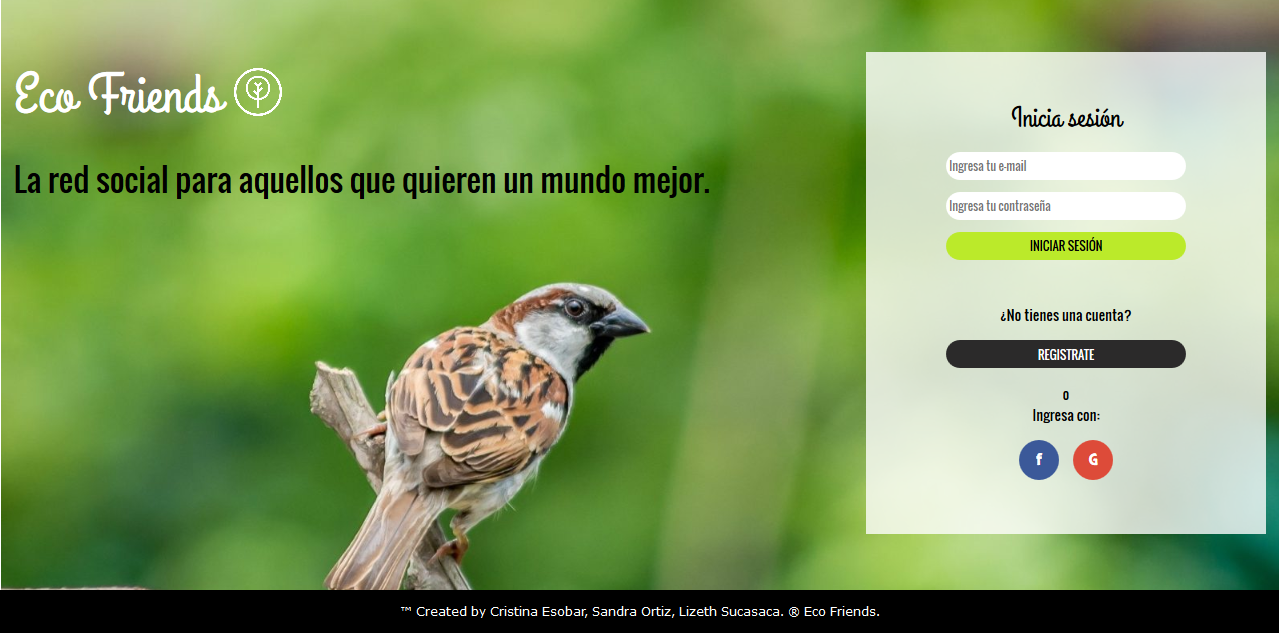 Eco Friends
La red social para aquellos que quieren un mundo mejor.
Inicia sesión
Ingresa tu e-mail
Ingresa tu contraseña
INICIAR SESIÓN
¿No tienes una cuenta?
REGISTRATE
o
Ingresa con:
f G
™ Created by Cristina Esobar, Sandra Ortiz, Lizeth Sucasaca. ® Eco Friends.